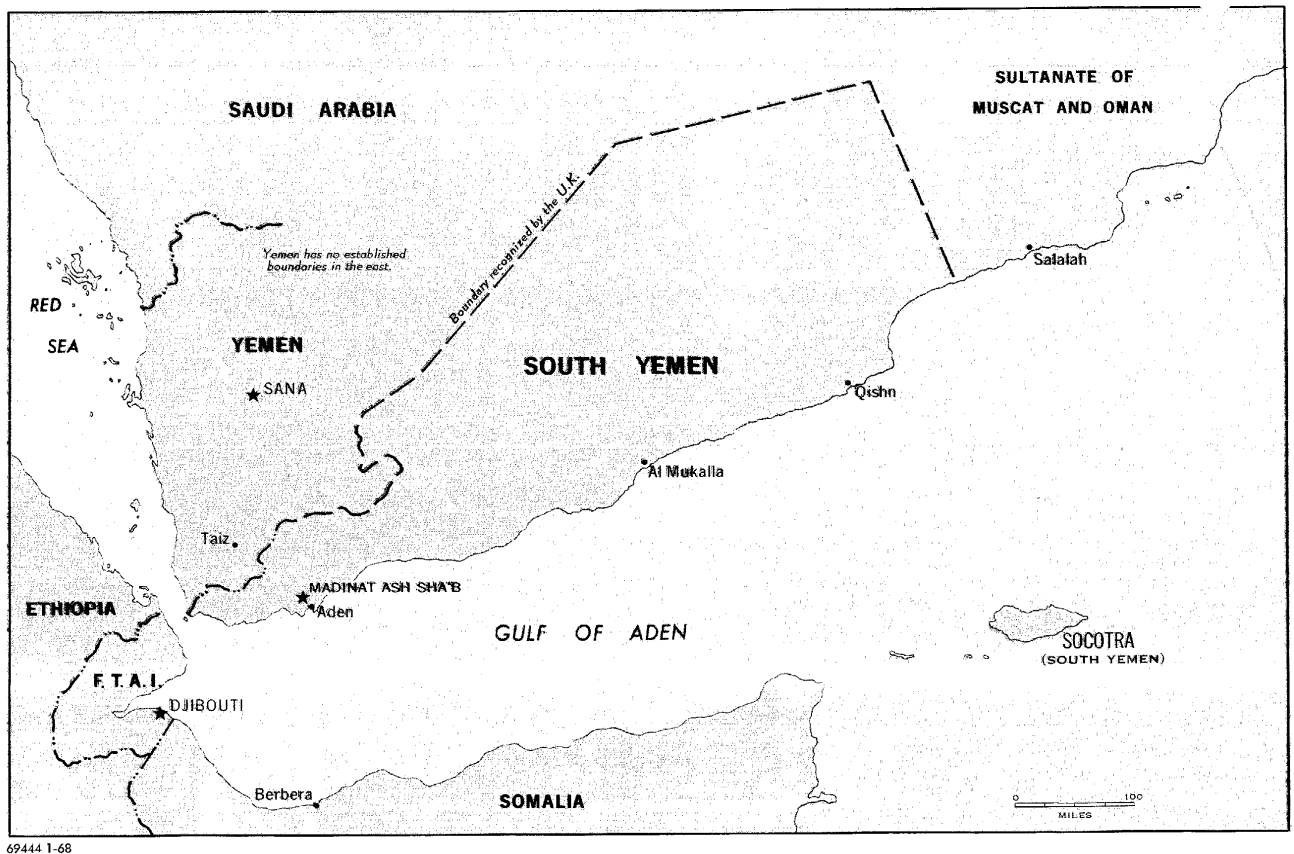 SULTANATE OF
MUSCAT AND OMAN
SAUDI ARABIA
Boundary recognized by the U.K.
Yemen has no established
boundaries in the east.
Salalah
RED
SEA
YEMEN
SANA
SOUTH YEMEN
Qishn
Al Mukalla
Taiz
MADINAT ASH SHA'B
Aden
ETHIOPIA
GULF OF ADEN
SOCOTRA
(SOUTH YEMEN)
F. T. A. I.
DJIBOUTI
Berbera
SOMALIA
0 100
MILES
69444 1-68